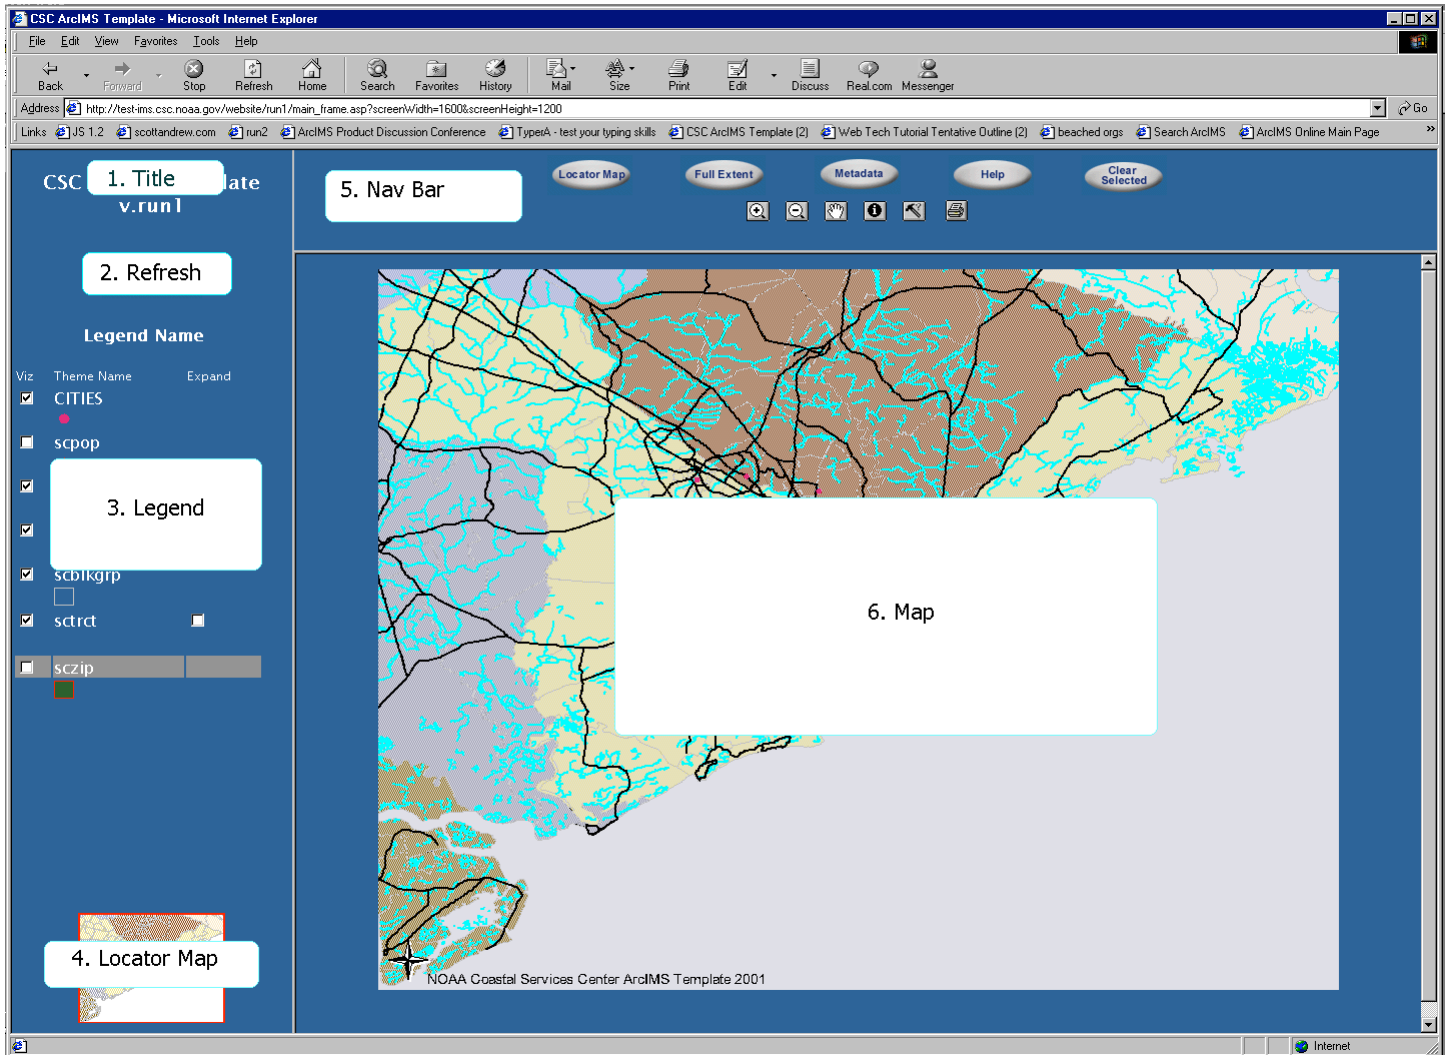 CSC ArcIMS Template - Microsoft Internet Explorer
File Edit View Favorites Tools Help
Back Forward Stop Refresh Home Search Favorites History Mail Size Print Edit Discuss Real.com Messenger
Address http://test-ims.csc.noaa.gov/website/run1/main_frame.asp?screenWidth=1600&screenHeight=1200 Go
Links JS 1.2 scottandrew.com run2 ArcIMS Product Discussion Conference TyperA - test your typing skills CSC ArcIMS Template (2) Web Tech Tutorial Tentative Outline (2) beached orgs Search ArcIMS ArcIMS Online Main Page »
CSC 1. Title late
v.run1
2. Refresh
Legend Name
Viz Theme Name Expand
CITIES
scpop
3. Legend
scblkgrp
sctrct
sczip
4. Locator Map
5. Nav Bar
Locator Map Full Extent Metadata Help Clear Selected
6. Map
NOAA Coastal Services Center ArcIMS Template 2001
Internet